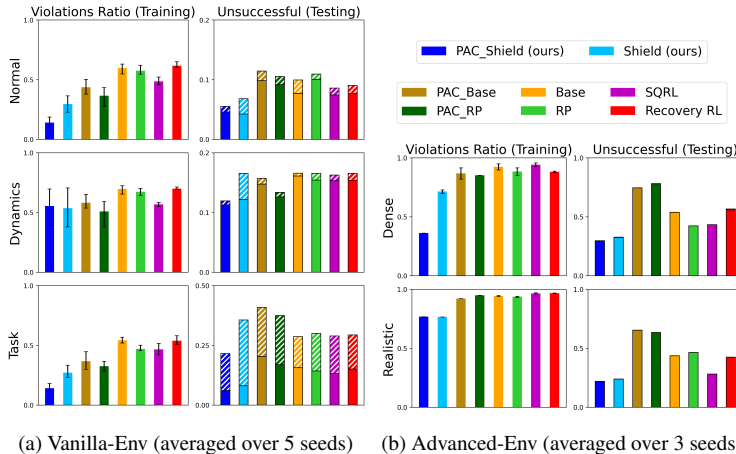 Violations Ratio (Training) Unsuccessful (Testing)
Normal
1.0
0.5
0.0
0.2
0.1
0.0
Dynamics
1.0
0.5
0.0
0.2
0.1
0.0
Task
1.0
0.5
0.0
0.50
0.25
0.00
(a) Vanilla-Env (averaged over 5 seeds)
PAC_Shield (ours) Shield (ours)
PAC_Base Base SQRL
PAC_RP RP Recovery RL
Violations Ratio (Training) Unsuccessful (Testing)
Dense
1.0
0.5
0.0
1.0
0.5
0.0
Realistic
1.0
0.5
0.0
1.0
0.5
0.0
(b) Advanced-Env (averaged over 3 seeds